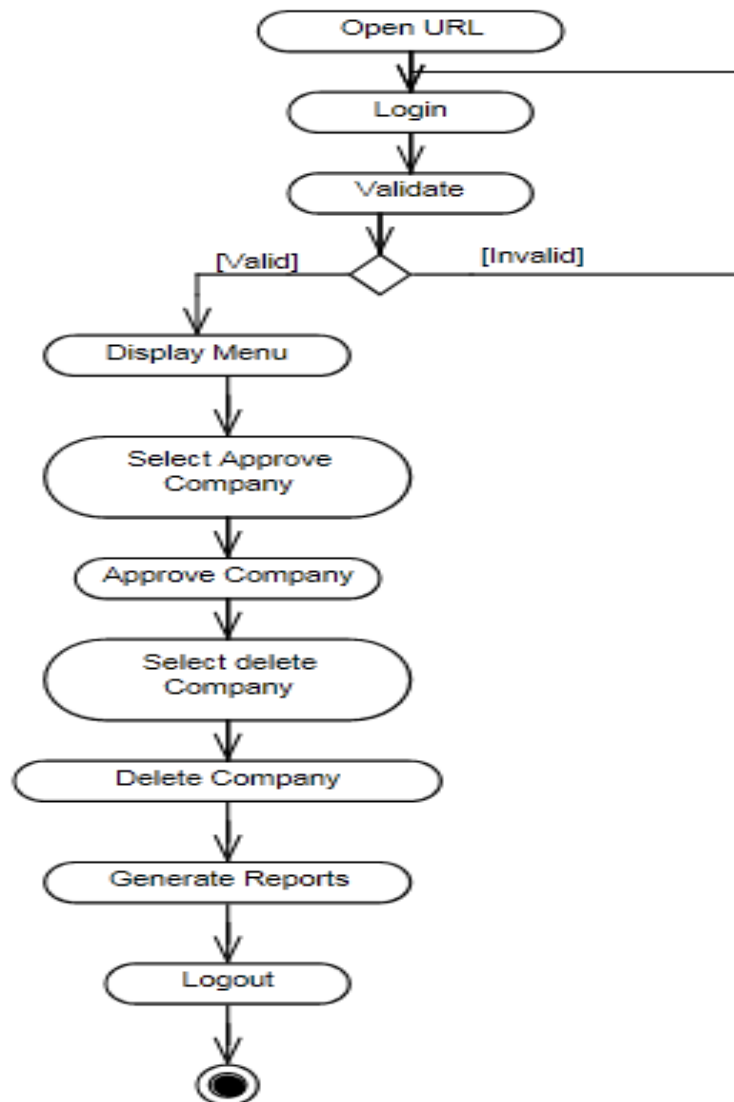 Open URL
Login
Validate
[Valid]
[Invalid]
Display Menu
Select Approve
Company
Approve Company
Select delete
Company
Delete Company
Generate Reports
Logout